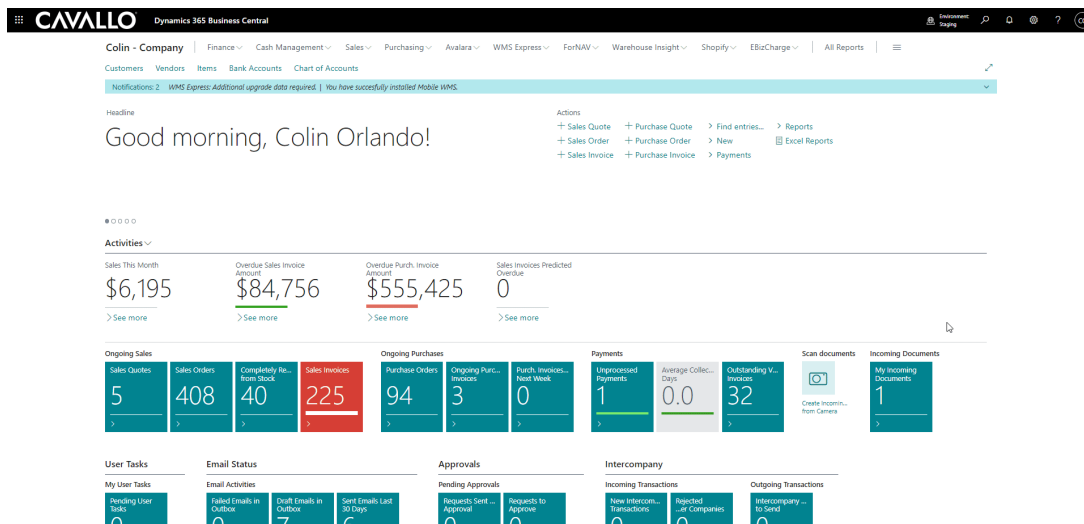 CAVALLO Dynamics 365 Business Central Environment: Staging
Colin - Company Finance Cash Management Sales Purchasing Avalara WMS Express ForNAV Warehouse Insight Shopify EBizCharge All Reports
Customers Vendors Items Bank Accounts Chart of Accounts
Notifications: 2 WMS Express: Additional upgrade data required. | You have succesfully installed Mobile WMS.
Headline
Good morning, Colin Orlando!
Actions
Sales Quote Purchase Quote Find entries... Reports
Sales Order Purchase Order New Excel Reports
Sales Invoice Purchase Invoice Payments
Activities
Sales This Month
$6,195
See more
Overdue Sales Invoice
Amount
$84,756
See more
Overdue Purch. Invoice
Amount
$555,425
See more
Sales Invoices Predicted
Overdue
0
See more
Ongoing Sales
Sales Quotes
5
Sales Orders
408
Completely Re...
from Stock
40
Sales Invoices
225
Ongoing Purchases
Purchase Orders
94
Ongoing Purc...
Invoices
3
Purch. Invoices...
Next Week
0
Payments
Unprocessed
Payments
1
Average Collec...
Days
0.0
Outstanding V...
Invoices
32
Scan documents
Create Incomin...
from Camera
Incoming Documents
My Incoming
Documents
1
User Tasks
My User Tasks
Pending User
Tasks
Email Status
Email Activities
Failed Emails in
Outbox
Draft Emails in
Outbox
Sent Emails Last
30 Days
Approvals
Pending Approvals
Requests Sent ...
Approval
Requests to
Approve
Intercompany
Incoming Transactions
New Intercom...
Transactions
Rejected
...er Companies
Outgoing Transactions
Intercompany ...
to Send